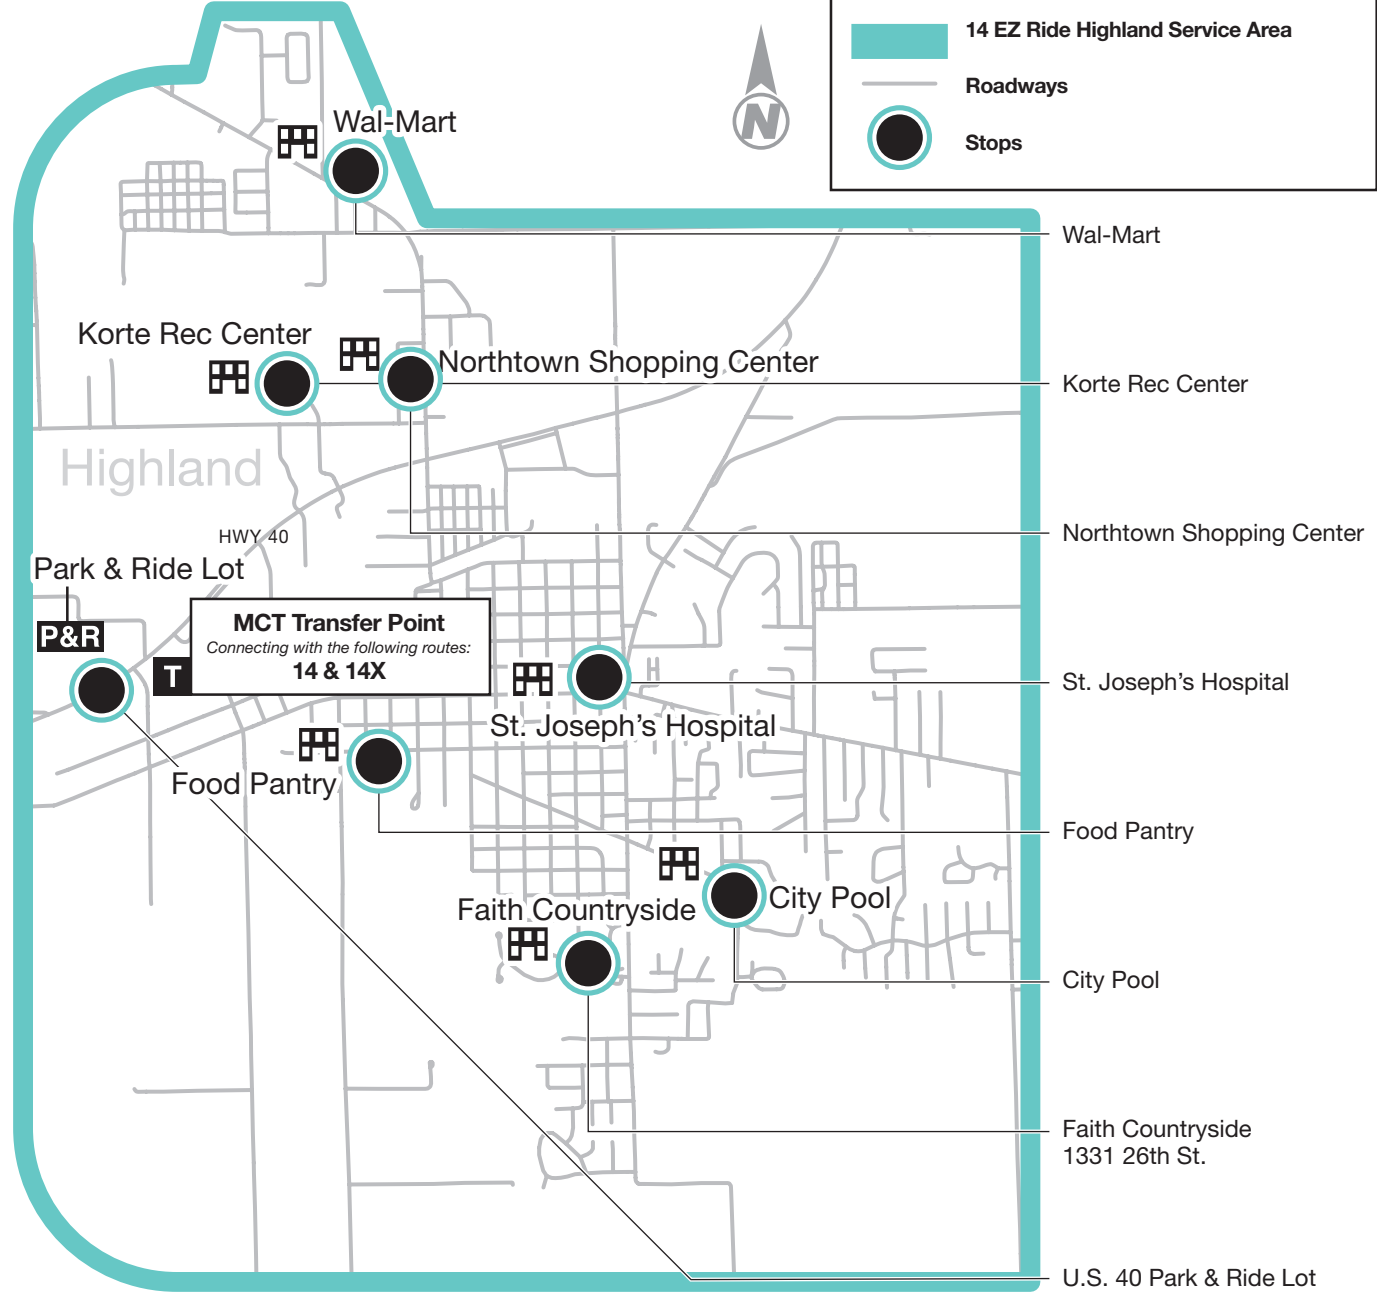 14 EZ Ride Highland Service Area
Roadways
Stops
N
Wal-Mart
Wal-Mart
Korte Rec Center
Northtown Shopping Center
Korte Rec Center
Highland
HWY 40
Northtown Shopping Center
Park & Ride Lot
P&R
T
MCT Transfer Point
Connecting with the following routes:
14 & 14X
St. Joseph's Hospital
St. Joseph's Hospital
Food Pantry
Food Pantry
City Pool
Faith Countryside
City Pool
Faith Countryside
1331 26th St.
U.S. 40 Park & Ride Lot